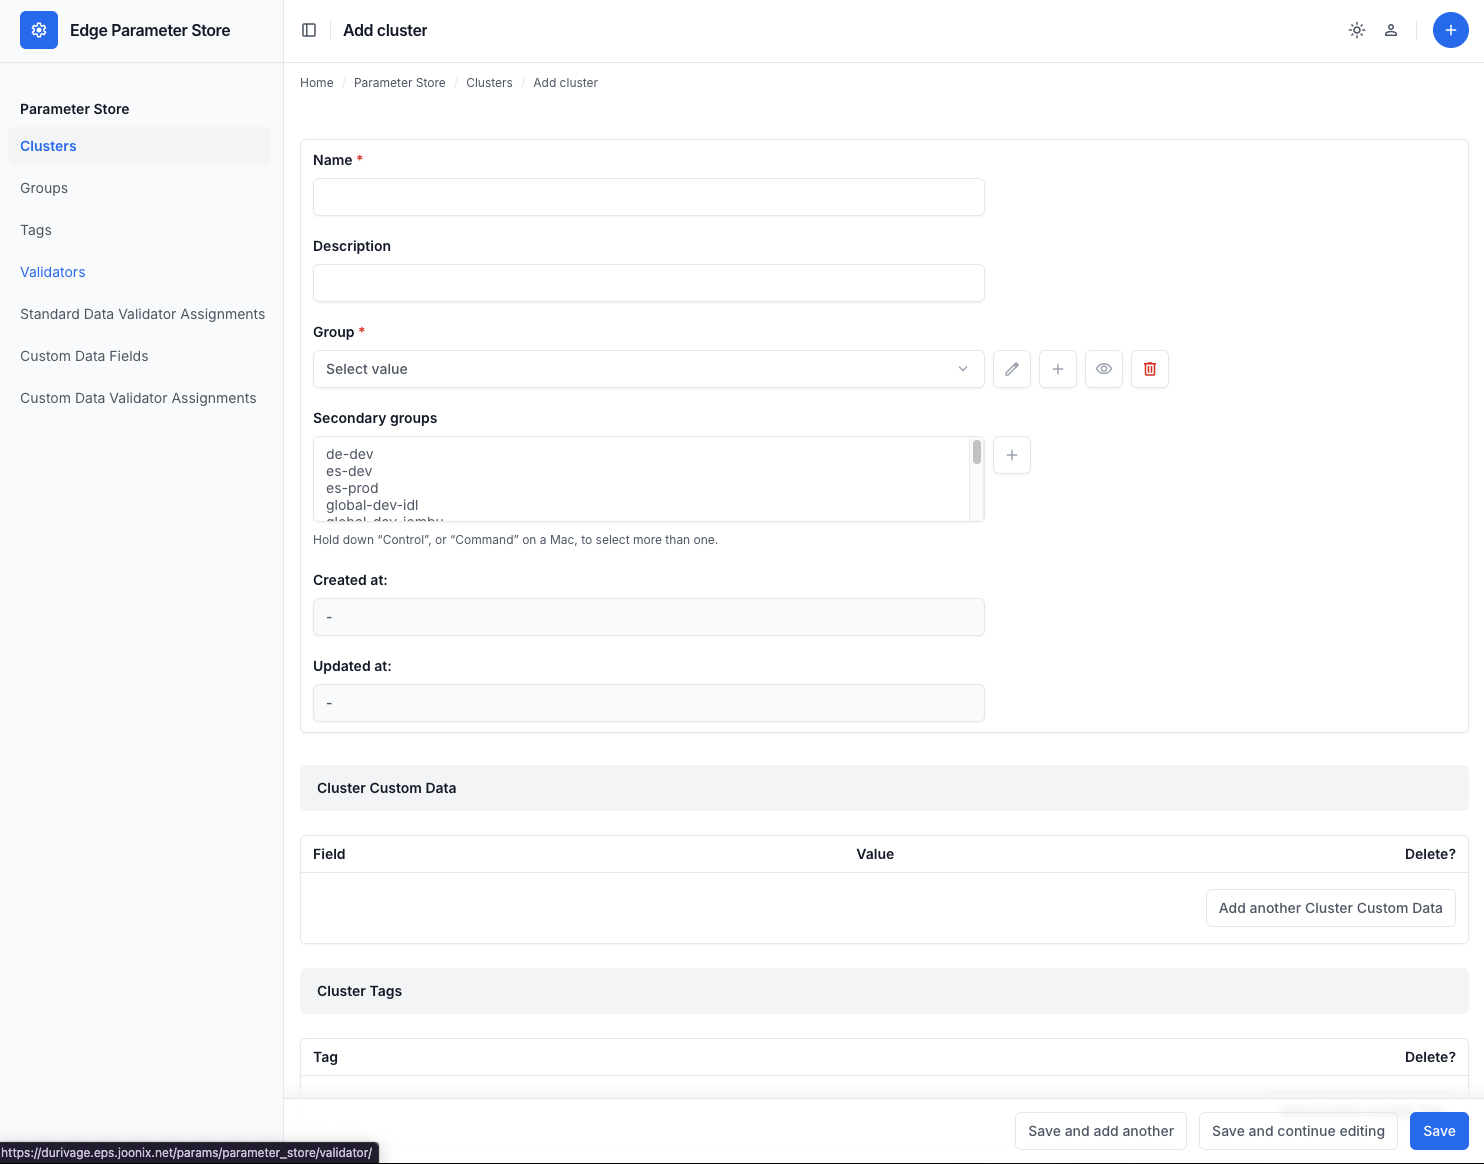 Edge Parameter Store
Add cluster
Home / Parameter Store / Clusters / Add cluster
Parameter Store
Clusters
Groups
Tags
Validators
Standard Data Validator Assignments
Custom Data Fields
Custom Data Validator Assignments
Name *
Description
Group *
Select value
Secondary groups
de-dev
es-dev
es-prod
global-dev-idl
Hold down “Control”, or “Command” on a Mac, to select more than one.
Created at:
-
Updated at:
-
Cluster Custom Data
Field Value Delete?
Add another Cluster Custom Data
Cluster Tags
Tag Delete?
Save and add another Save and continue editing Save
https://durivage.eps.joonix.net/params/parameter_store/validator/